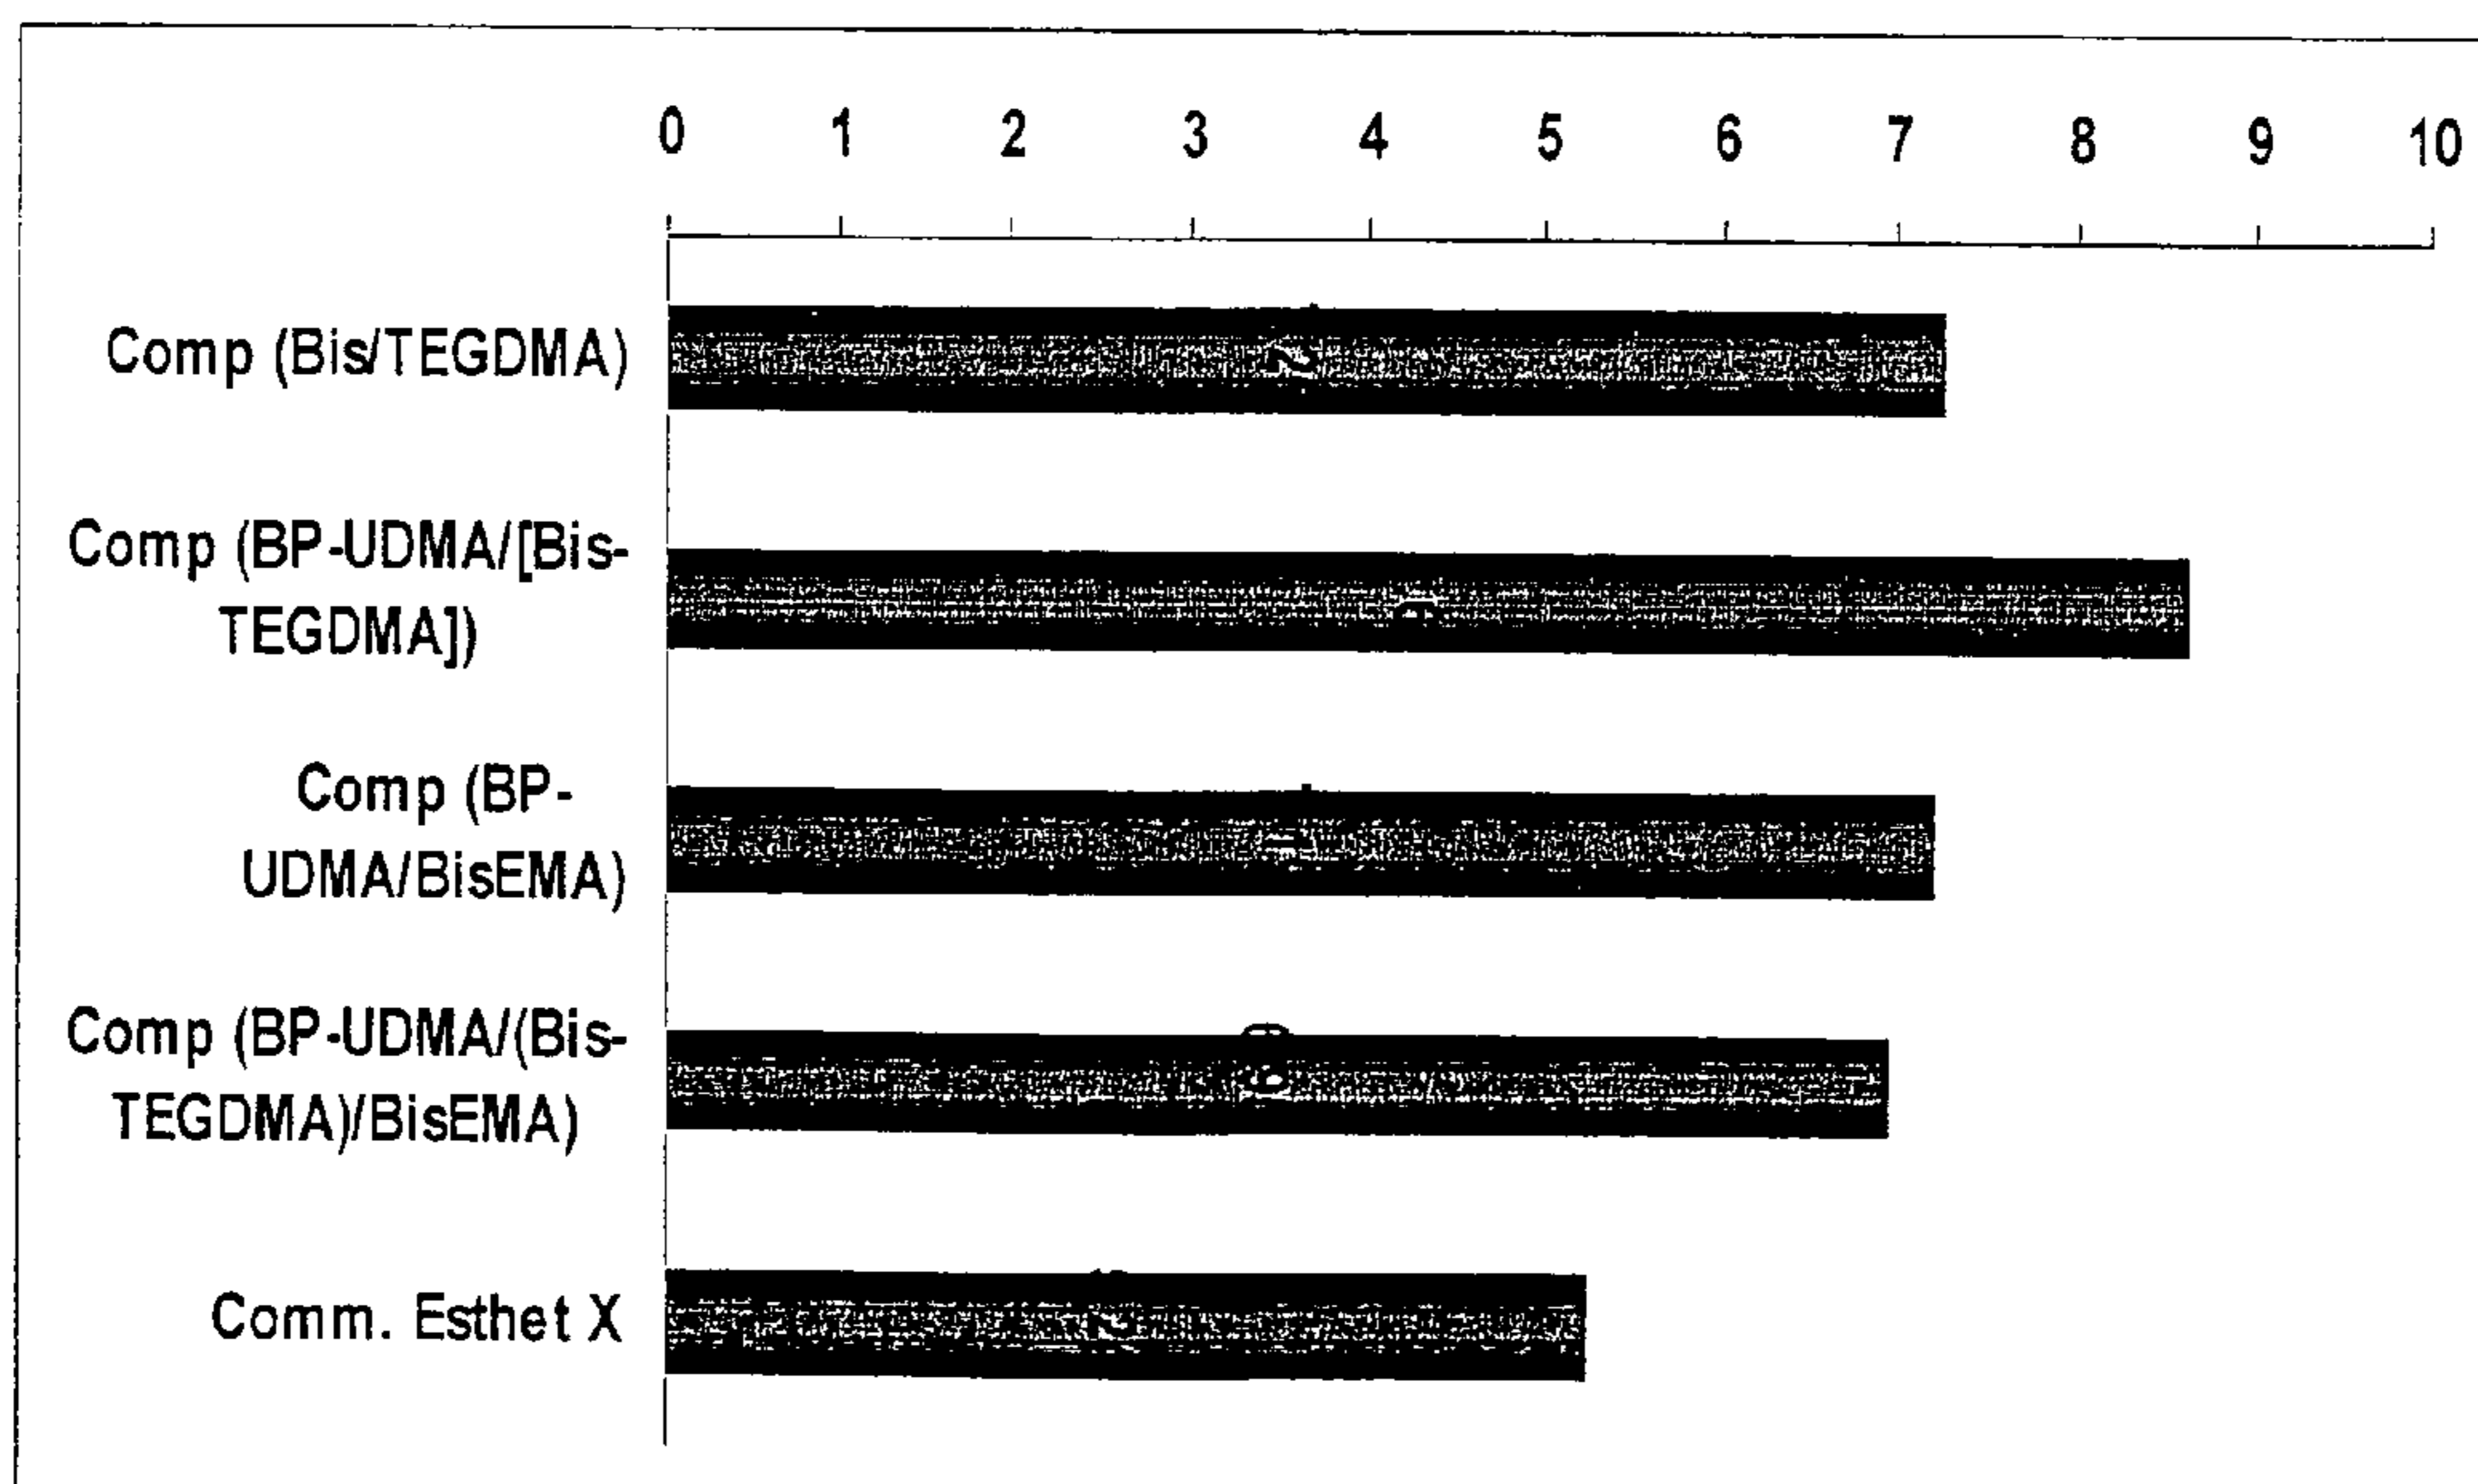 0 1 2 3 4 5 6 7 8 9 10
Comp (Bis/TEGDMA)
Comp (BP-UDMA/[Bis-
TEGDMA])
Comp (BP-
UDMA/BisEMA)
Comp (BP-UDMA/(Bis-
TEGDMA)/BisEMA)
Comm. Esthet X